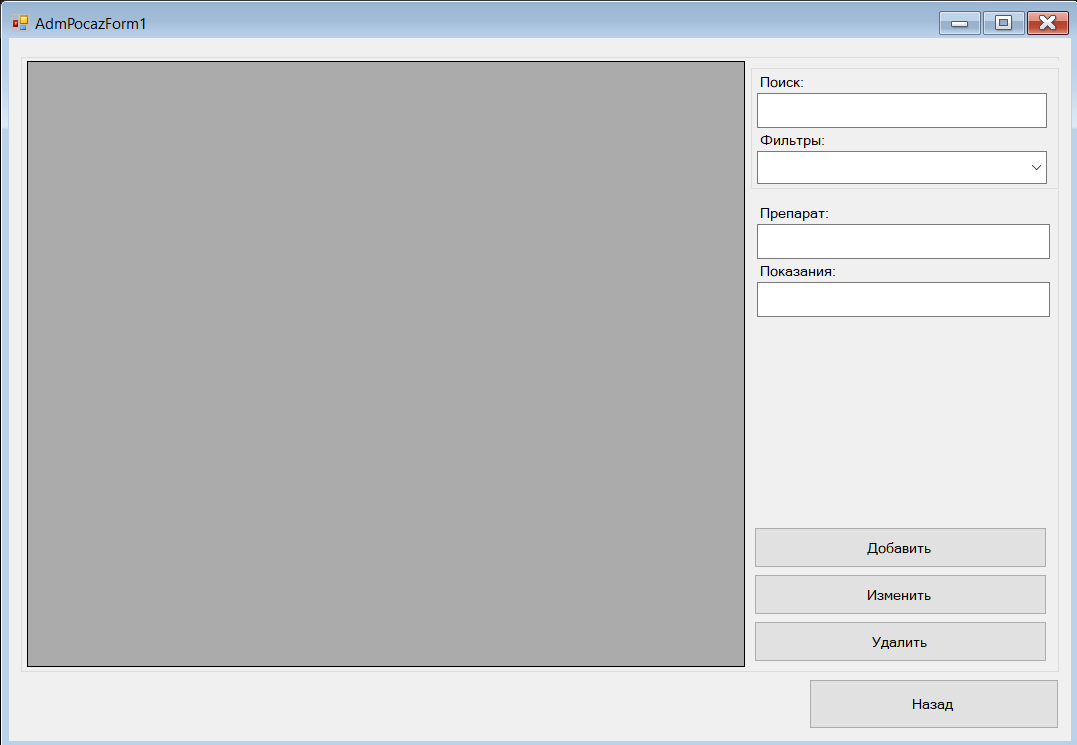 AdmPocazForm1
Поиск:
Фильтры:
Препарат:
Показания:
Добавить
Изменить
Удалить
Назад